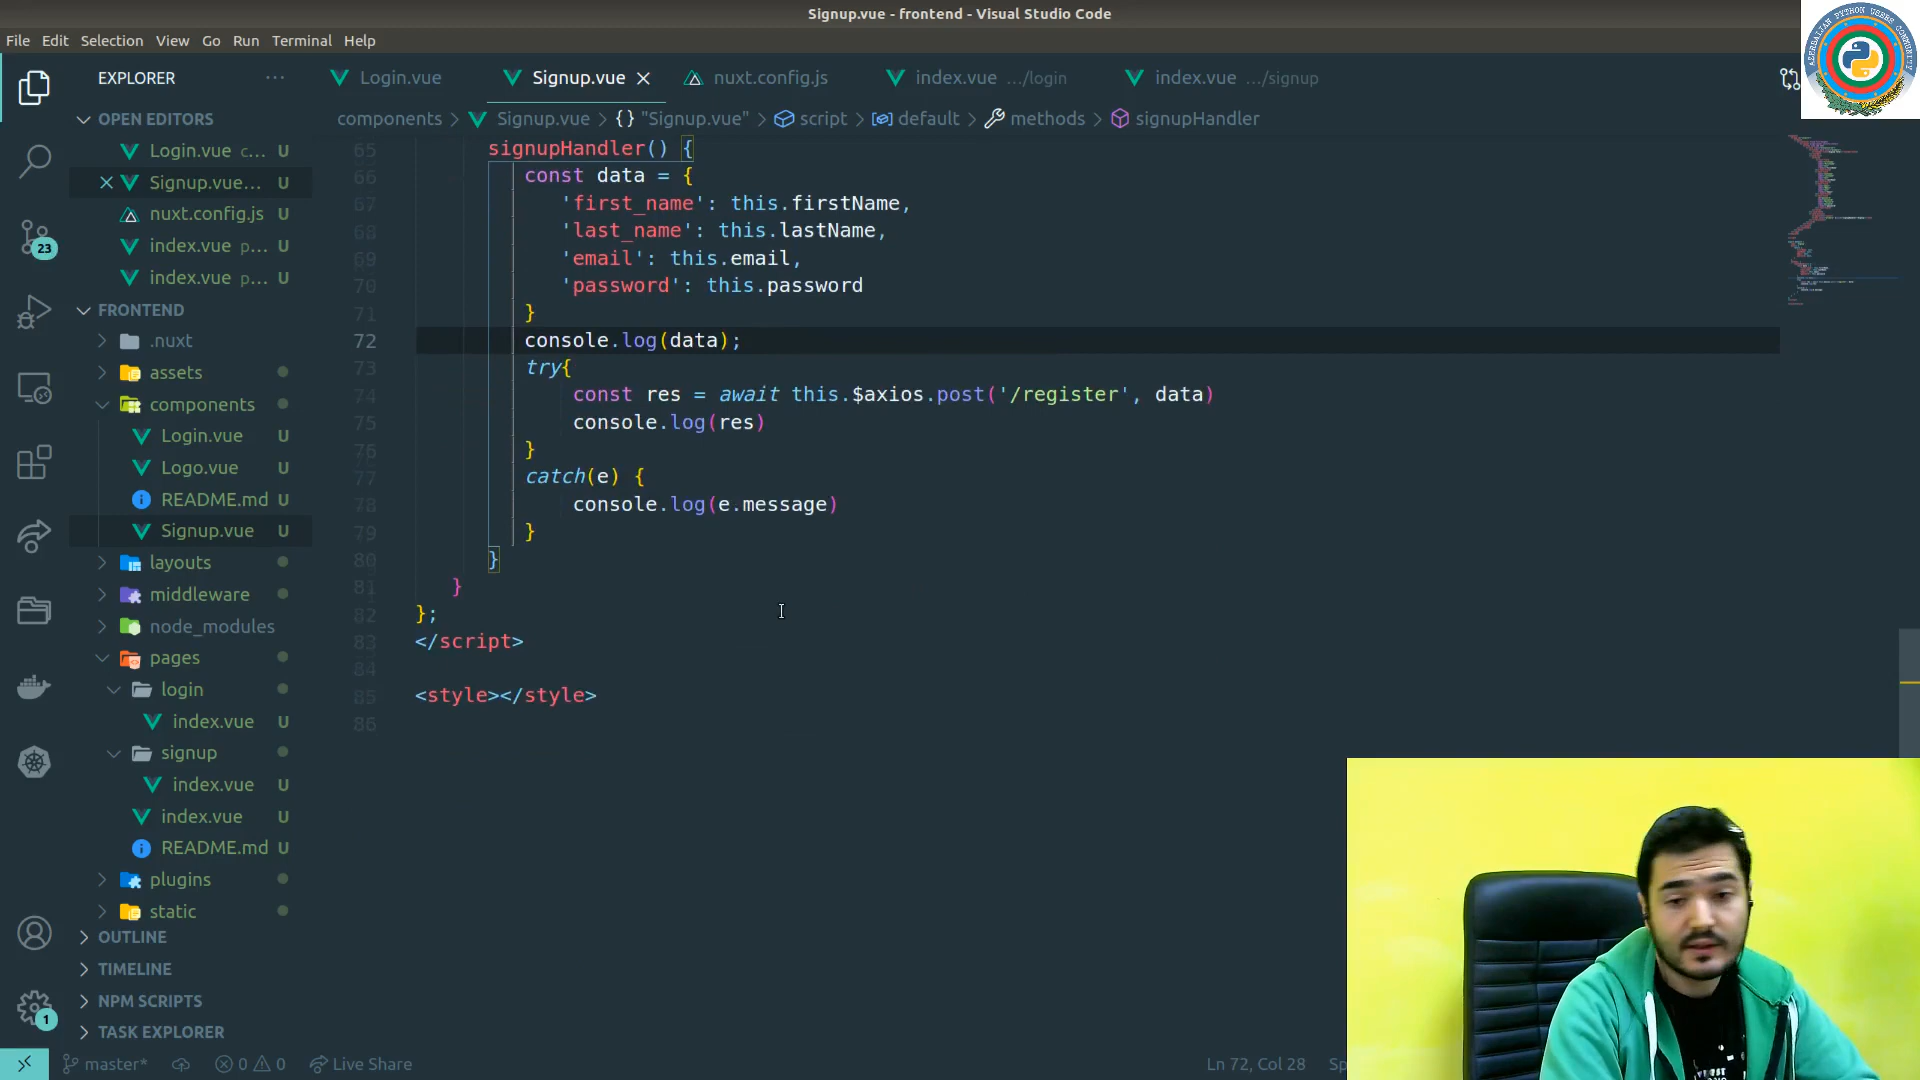 Signup.vue - frontend - Visual Studio Code
File Edit Selection View Go Run Terminal Help
EXPLORER
Login.vue
Signup.vue
nuxt.config.js
index.vue .../login
index.vue .../signup
AZERBAIJAN PYTHON USERS COMMUNITY
components > Signup.vue > {} "Signup.vue" > script > default > methods > signupHandler
OPEN EDITORS
Login.vue c... U
Signup.vue... U
nuxt.config.js U
index.vue p... U
index.vue p... U
FRONTEND
.nuxt
assets
components
Login.vue U
Logo.vue U
README.md U
Signup.vue U
layouts
middleware
node_modules
pages
login
index.vue U
signup
index.vue U
index.vue U
README.md U
plugins
static
OUTLINE
TIMELINE
NPM SCRIPTS
TASK EXPLORER
23
1
65 signupHandler() {
66 const data = {
67 'first_name': this.firstName,
68 'last_name': this.lastName,
69 'email': this.email,
70 'password': this.password
71 }
72 console.log(data);
73 try{
74 const res = await this.$axios.post('/register', data)
75 console.log(res)
76 }
77 catch(e) {
78 console.log(e.message)
79 }
80 }
81 }
82 };
83 </script>
84
85 <style></style>
86
master* 0 0 Live Share
Ln 72, Col 28 Sp